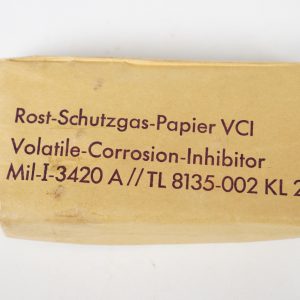 Rost-Schutzgas-Papier VCI
Volatile-Corrosion-Inhibitor
Mil-I-3420 A // TL 8135-002 KL 2